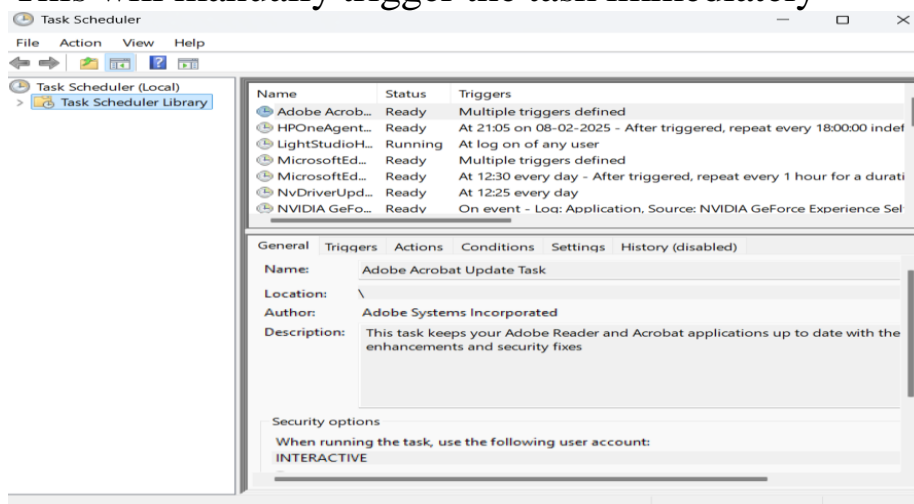 This will manually trigger the task immediately
Task Scheduler
File Action View Help
Task Scheduler (Local)
Task Scheduler Library
Name Status Triggers
Adobe Acrob... Ready Multiple triggers defined
HPOneAgent... Ready At 21:05 on 08-02-2025 - After triggered, repeat every 18:00:00 indef
LightStudioH... Running At log on of any user
MicrosoftEd... Ready Multiple triggers defined
MicrosoftEd... Ready At 12:30 every day - After triggered, repeat every 1 hour for a durati
NvDriverUpd... Ready At 12:25 every day
NVIDIA GeFo... Ready On event - Log: Application, Source: NVIDIA GeForce Experience Sel
General Triggers Actions Conditions Settings History (disabled)
Name: Adobe Acrobat Update Task
Location: \
Author: Adobe Systems Incorporated
Description: This task keeps your Adobe Reader and Acrobat applications up to date with the
enhancements and security fixes
Security options
When running the task, use the following user account:
INTERACTIVE